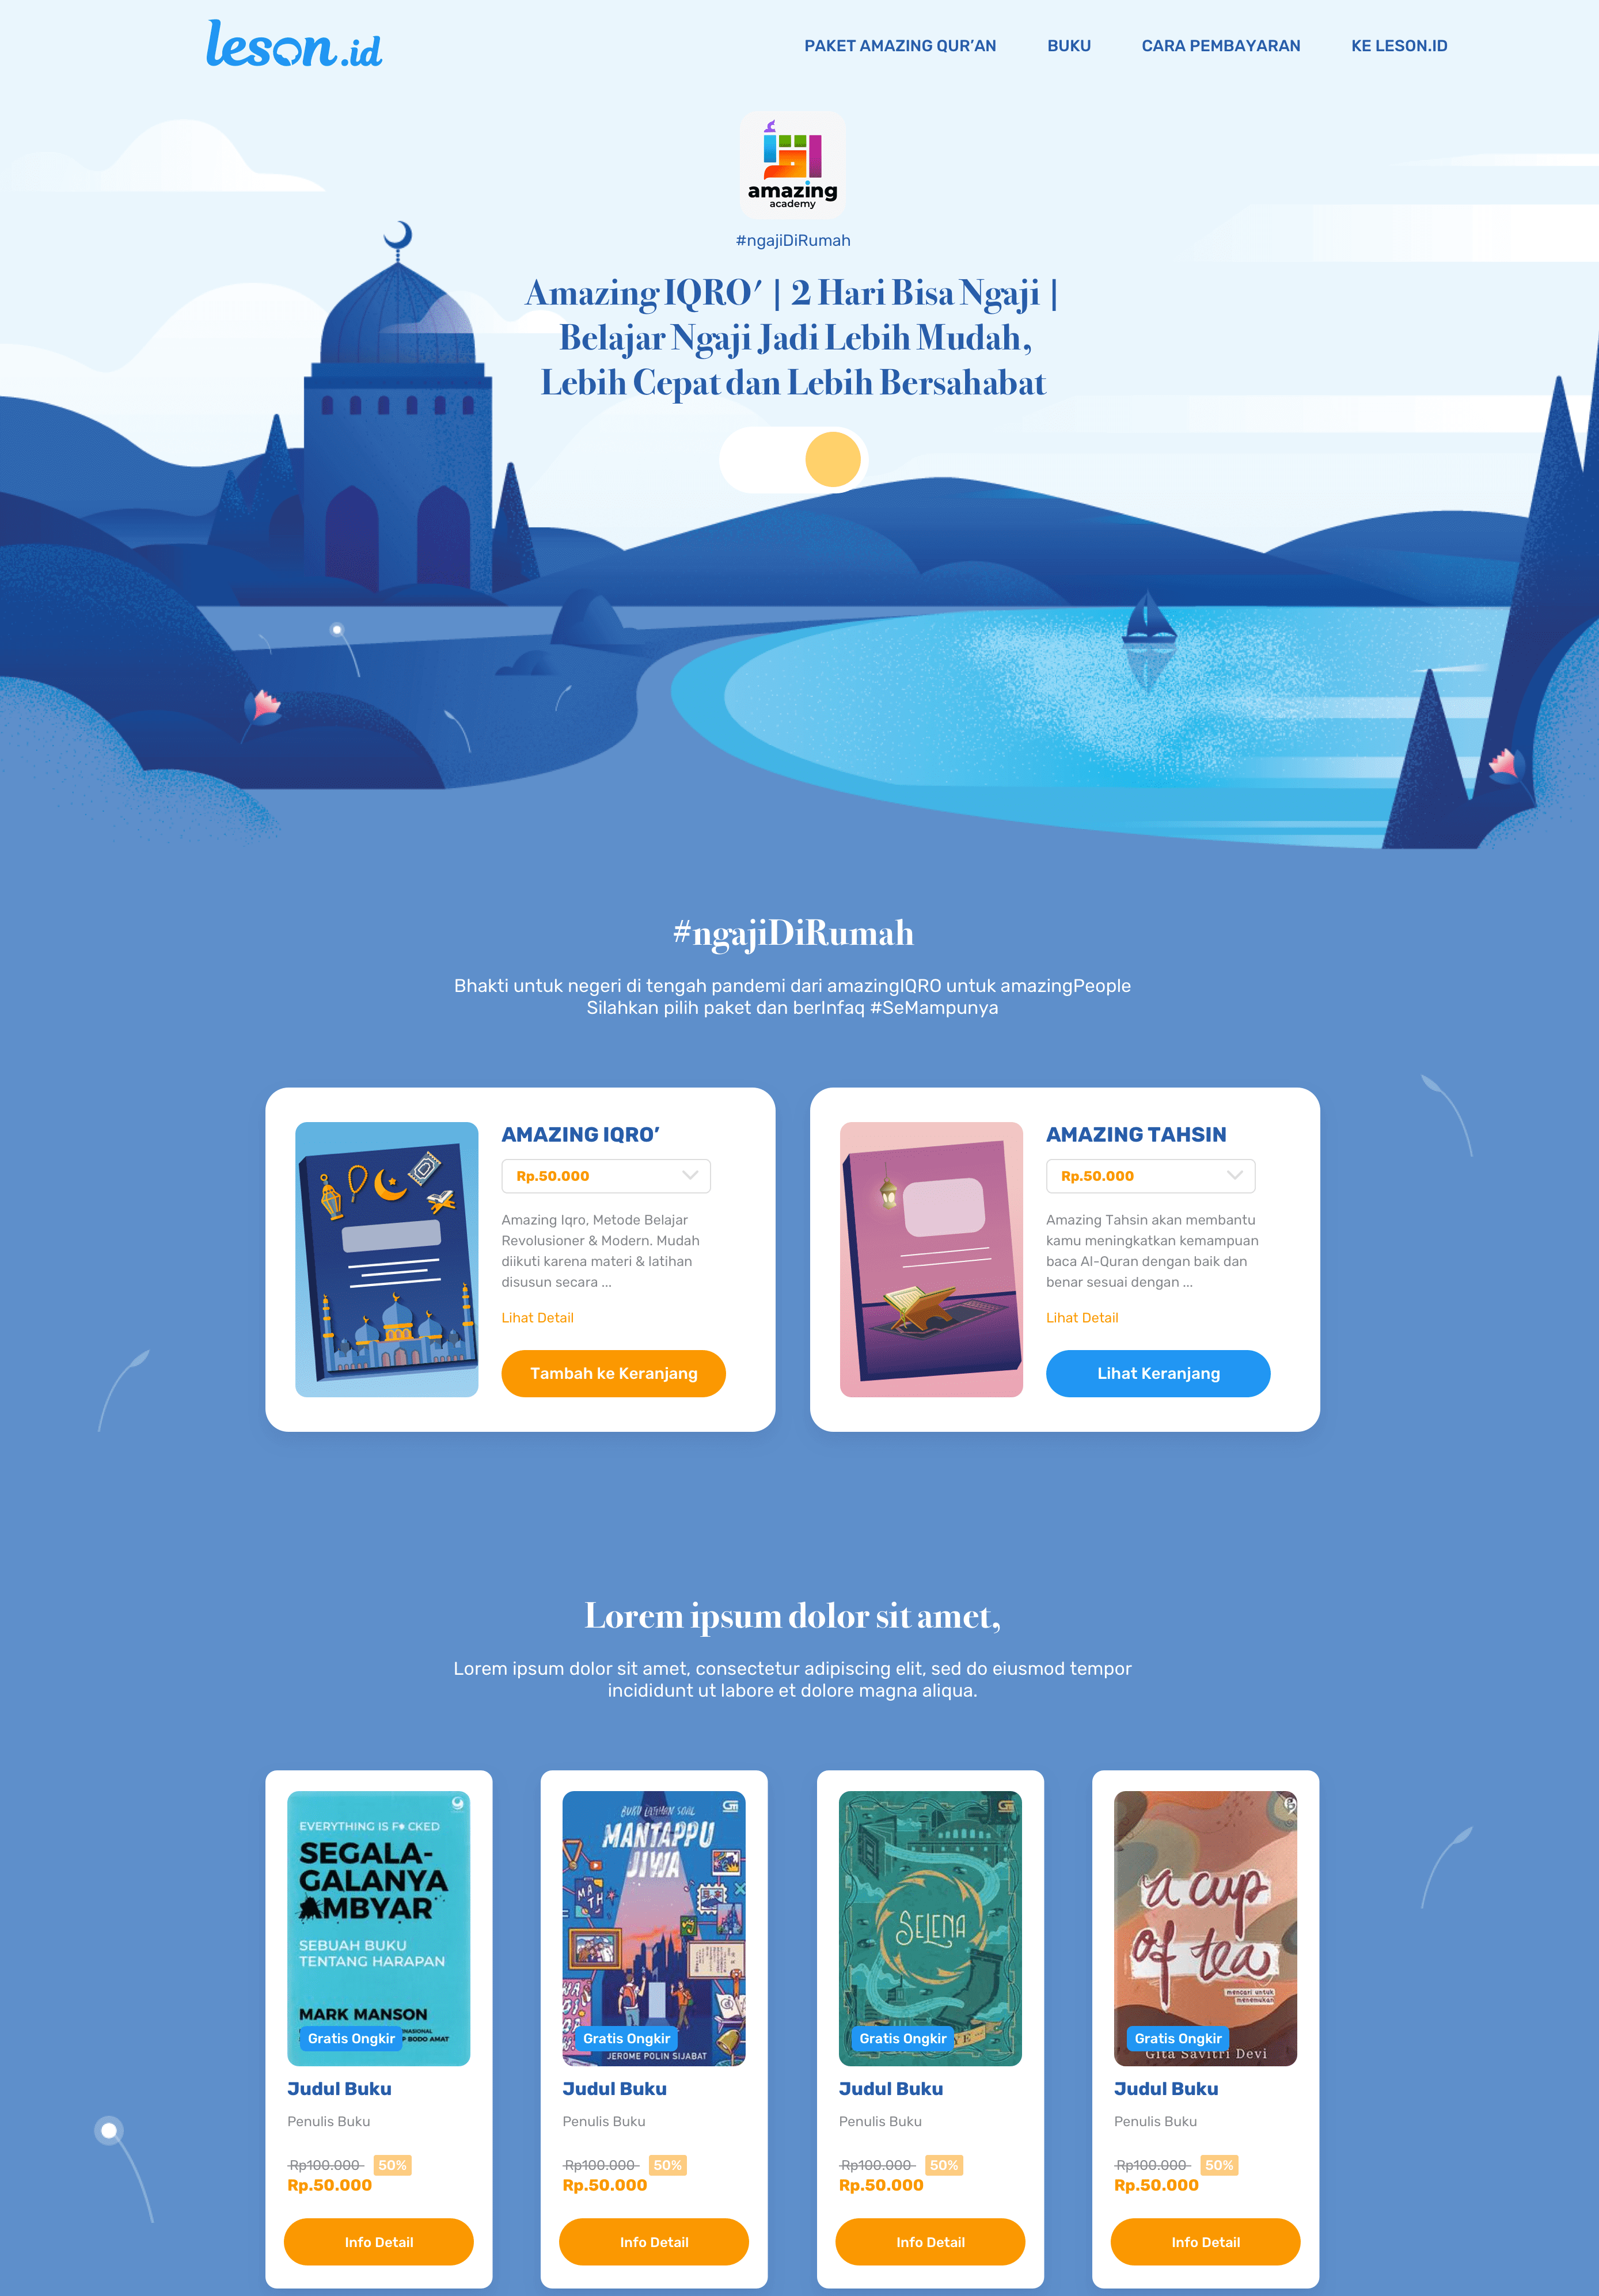 leson.id
PAKET AMAZING QUR’AN
BUKU
CARA PEMBAYARAN
KE LESON.ID
amazing
academy
#ngajiDiRumah
Amazing IQRO' | 2 Hari Bisa Ngaji |
Belajar Ngaji Jadi Lebih Mudah,
Lebih Cepat dan Lebih Bersahabat
#ngajiDiRumah
Bhakti untuk negeri di tengah pandemi dari amazingIQRO untuk amazingPeople
Silahkan pilih paket dan berInfaq #SeMampunya
AMAZING IQRO’
Rp.50.000
Amazing Iqro, Metode Belajar
Revolusioner & Modern. Mudah
diikuti karena materi & latihan
disusun secara ...
Lihat Detail
Tambah ke Keranjang
AMAZING TAHSIN
Rp.50.000
Amazing Tahsin akan membantu
kamu meningkatkan kemampuan
baca Al-Quran dengan baik dan
benar sesuai dengan ...
Lihat Detail
Lihat Keranjang
Lorem ipsum dolor sit amet,
Lorem ipsum dolor sit amet, consectetur adipiscing elit, sed do eiusmod tempor
incididunt ut labore et dolore magna aliqua.
EVERYTHING IS F CKED
SEGALA-
GALANYA
AMBYAR
SEBUAH BUKU
TENTANG HARAPAN
MARK MANSON
BODO AMAT
Gratis Ongkir
Judul Buku
Penulis Buku
Rp100.000
50%
Rp.50.000
Info Detail
BUKU LATIHAN SOAL
MANTAPPU
JIWA
MATH
Gratis Ongkir
JEROME POLIN SIJABAT
Judul Buku
Penulis Buku
Rp100.000
50%
Rp.50.000
Info Detail
SELENA
Gratis Ongkir
YE
Judul Buku
Penulis Buku
Rp100.000
50%
Rp.50.000
Info Detail
a cup
of tea
mencari untuk
menemukan
Gratis Ongkir
Gita Savitri Devi
Judul Buku
Penulis Buku
Rp100.000
50%
Rp.50.000
Info Detail